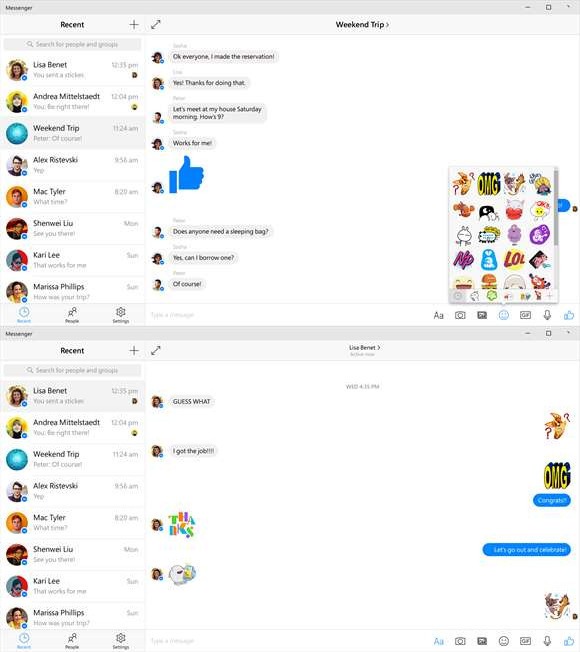 Messenger
Recent
Weekend Trip >
Search for people and groups
Lisa Benet 12:35 pm
You sent a sticker.
Andrea Mittelstaedt 12:04 pm
You: Be right there!
Weekend Trip 11:24 am
Peter: Of course!
Alex Ristevski 9:56 am
Yep
Mac Tyler 8:20 am
What time?
Shenwei Liu Mon
See you there!
Kari Lee Sun
That works for me
Marissa Phillips Sun
How was your trip?
Recent People Settings
Sasha
Ok everyone, I made the reservation!
Lisa
Yes! Thanks for doing that.
Peter
Let's meet at my house Saturday
morning. How's 9?
Sasha
Works for me!
Peter
Does anyone need a sleeping bag?
Sasha
Yes, can I borrow one?
Peter
Of course!
OMG
LOL
Type a message
Aa
GIF
Messenger
Recent
Lisa Benet >
Active now
Search for people and groups
Lisa Benet 12:35 pm
You sent a sticker.
Andrea Mittelstaedt 12:04 pm
You: Be right there!
Weekend Trip 11:24 am
Peter: Of course!
Alex Ristevski 9:56 am
Yep
Mac Tyler 8:20 am
What time?
Shenwei Liu Mon
See you there!
Kari Lee Sun
That works for me
Marissa Phillips Sun
How was your trip?
Recent People Settings
WED 4:35 PM
GUESS WHAT
I got the job!!!!
OMG
Congrats!!
THA
NKS
Let's go out and celebrate!
Type a message
Aa
GIF